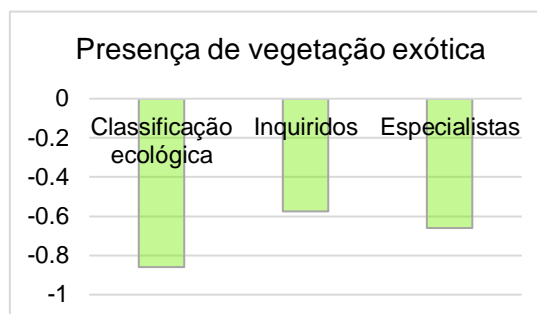 Presença de vegetação exótica
0
-0.2
-0.4
-0.6
-0.8
-1
Classificação
ecológica
Inquiridos
Especialistas